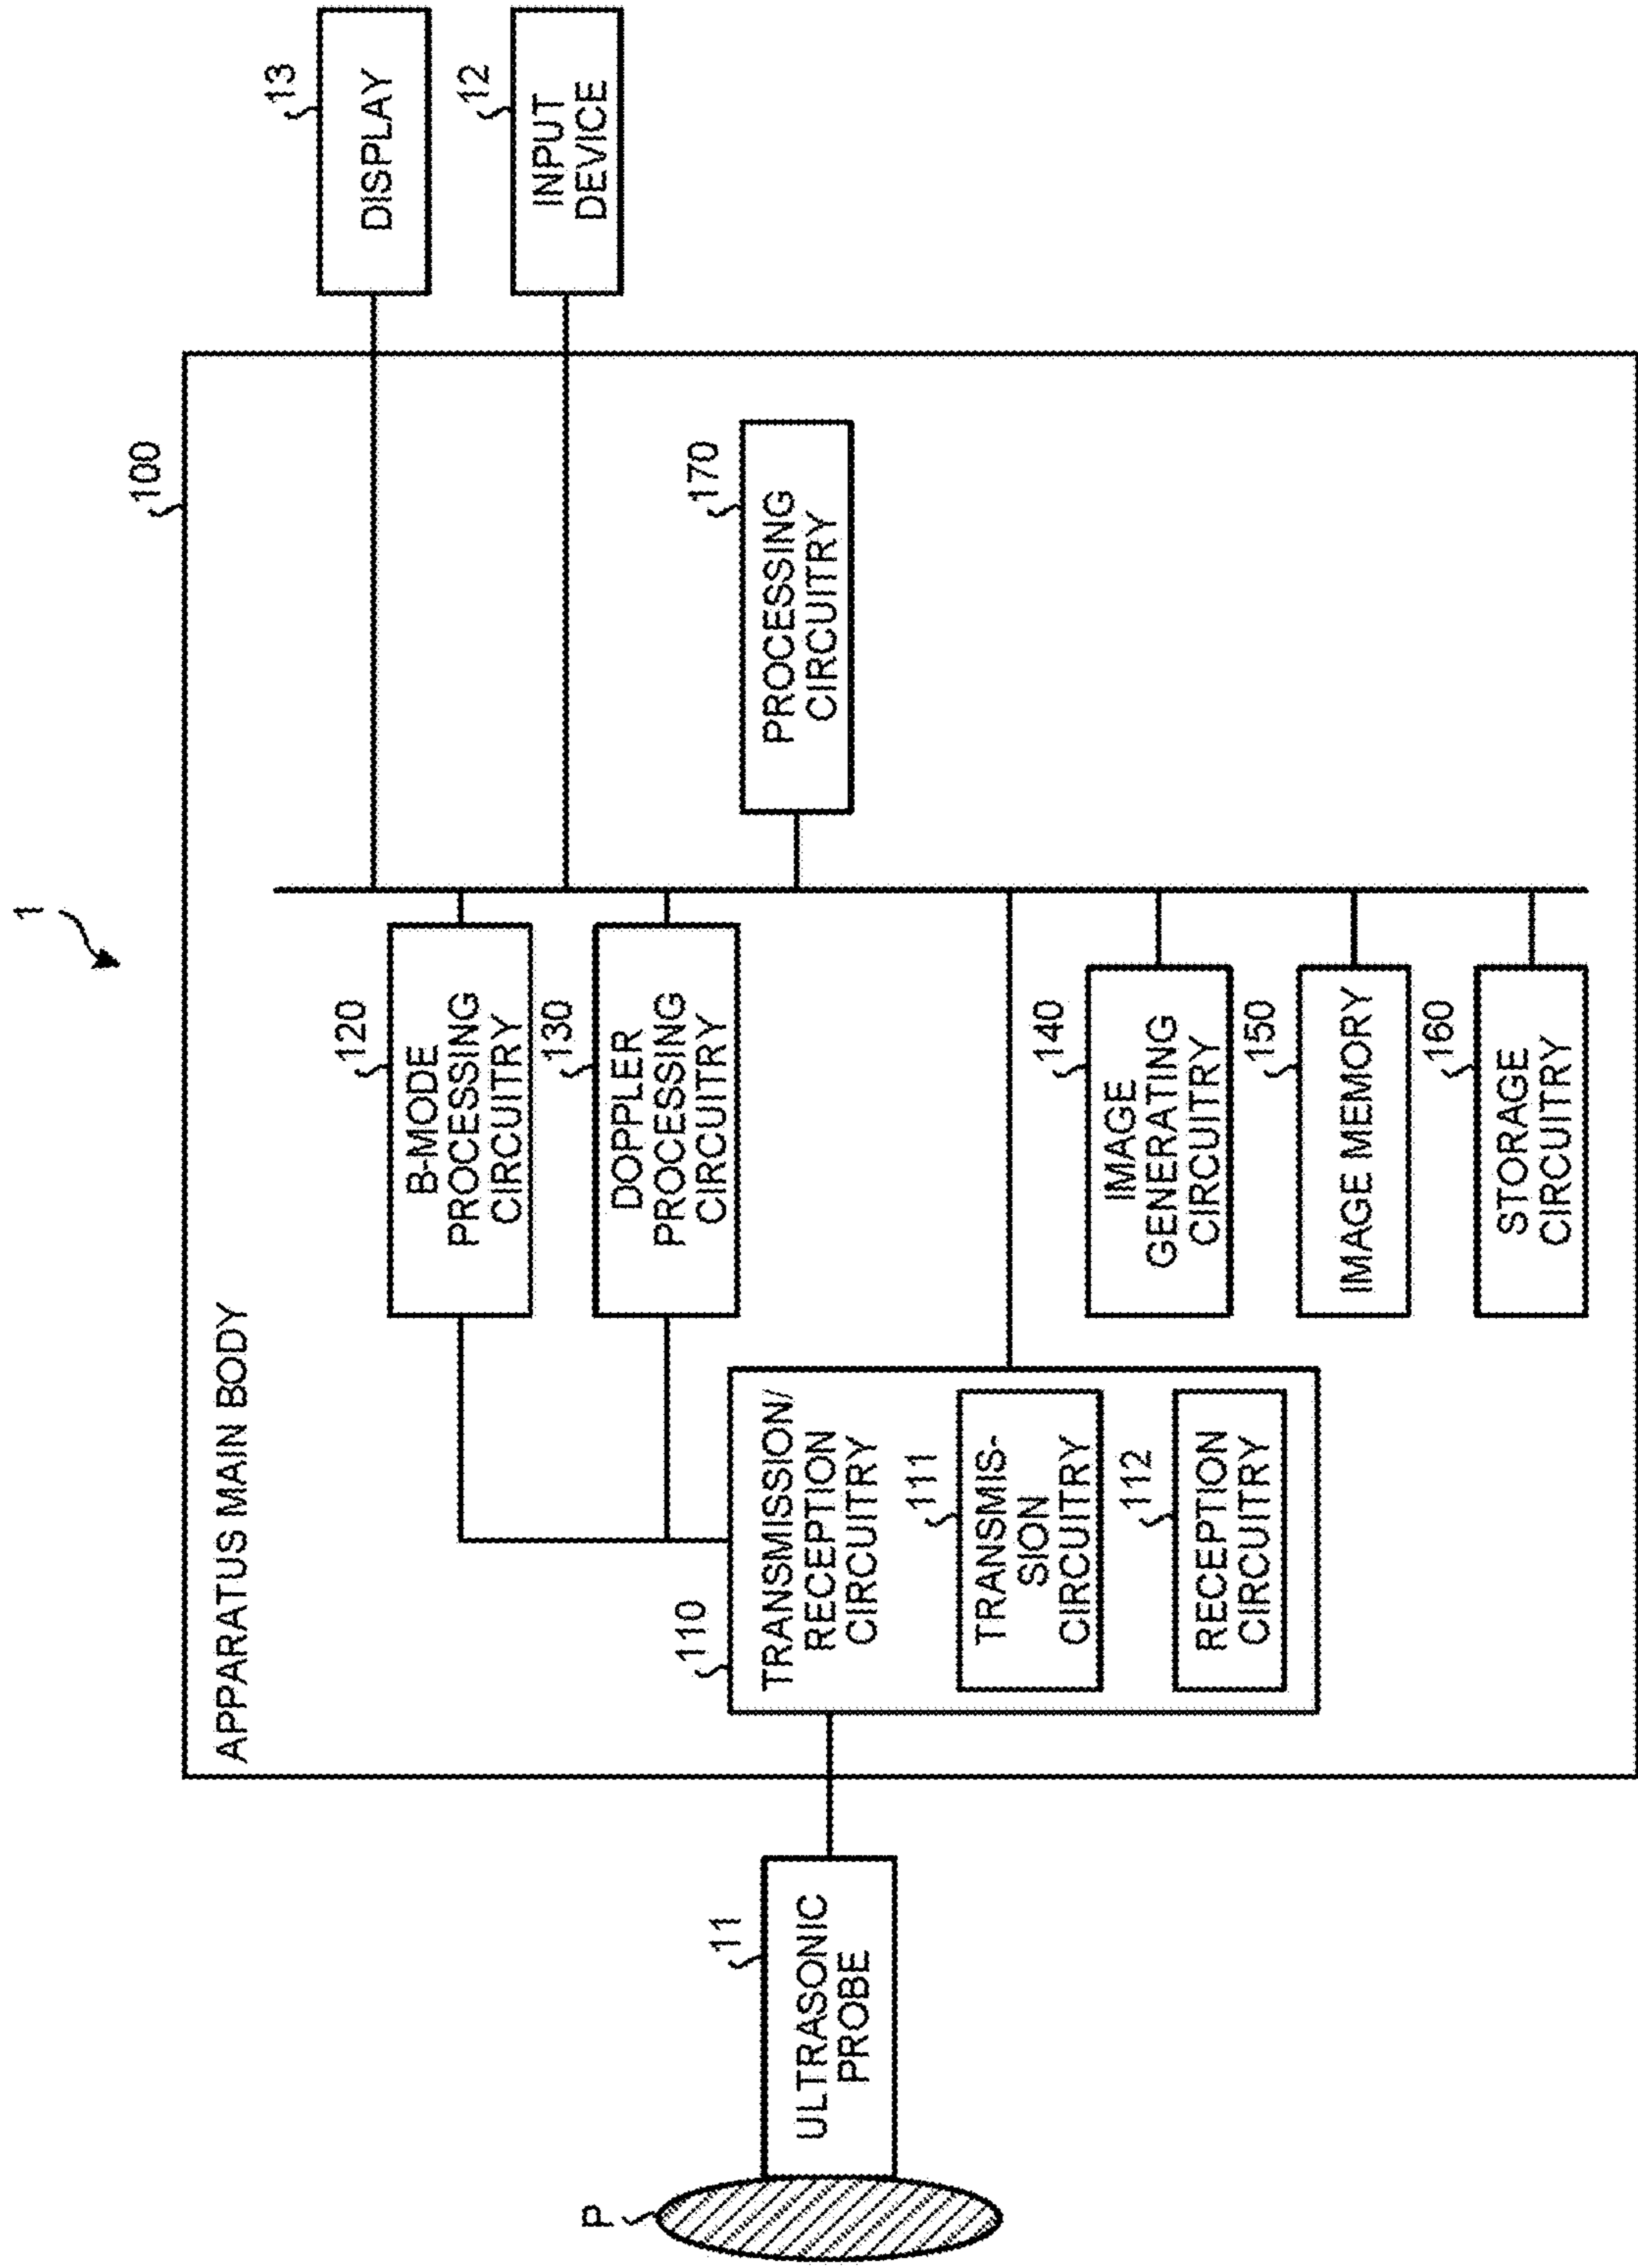 1
100
APPARATUS MAIN BODY
13
DISPLAY
12
INPUT
DEVICE
120
B-MODE
PROCESSING
CIRCUITRY
130
DOPPLER
PROCESSING
CIRCUITRY
170
PROCESSING
CIRCUITRY
110
TRANSMISSION/
RECEPTION
CIRCUITRY
111
TRANSMIS-
SION
CIRCUITRY
112
RECEPTION
CIRCUITRY
140
IMAGE
GENERATING
CIRCUITRY
150
IMAGE MEMORY
160
STORAGE
CIRCUITRY
11
ULTRASONIC
PROBE
P